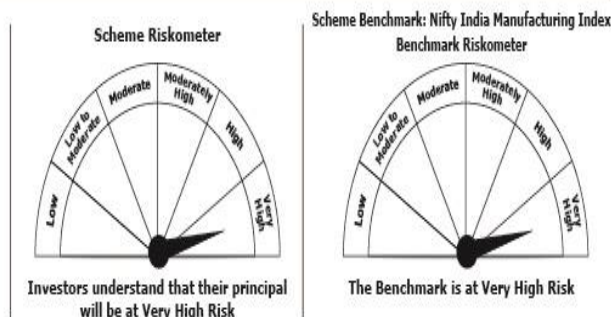 Scheme Riskometer
Low
Low to
Moderate
Moderate
Moderately
High
High
Very
High
Investors understand that their principal
will be at Very High Risk
Scheme Benchmark: Nifty India Manufacturing Index
Benchmark Riskometer
Low
Low to
Moderate
Moderate
Moderately
High
High
Very
High
The Benchmark is at Very High Risk